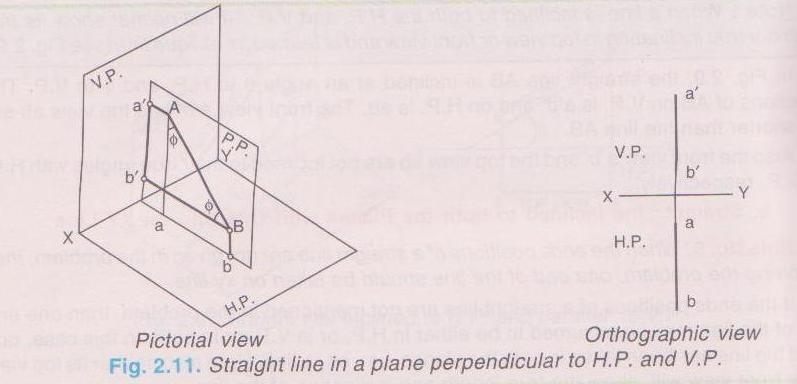 V.P.
a′ A
ϕ
P.P.
V.
b′
ϕ
B
a
X
b
H.P.
Pictorial view
a′
V.P.
b′
X Y
a
H.P.
b
Orthographic view
Fig. 2.11. Straight line in a plane perpendicular to H.P. and V.P.